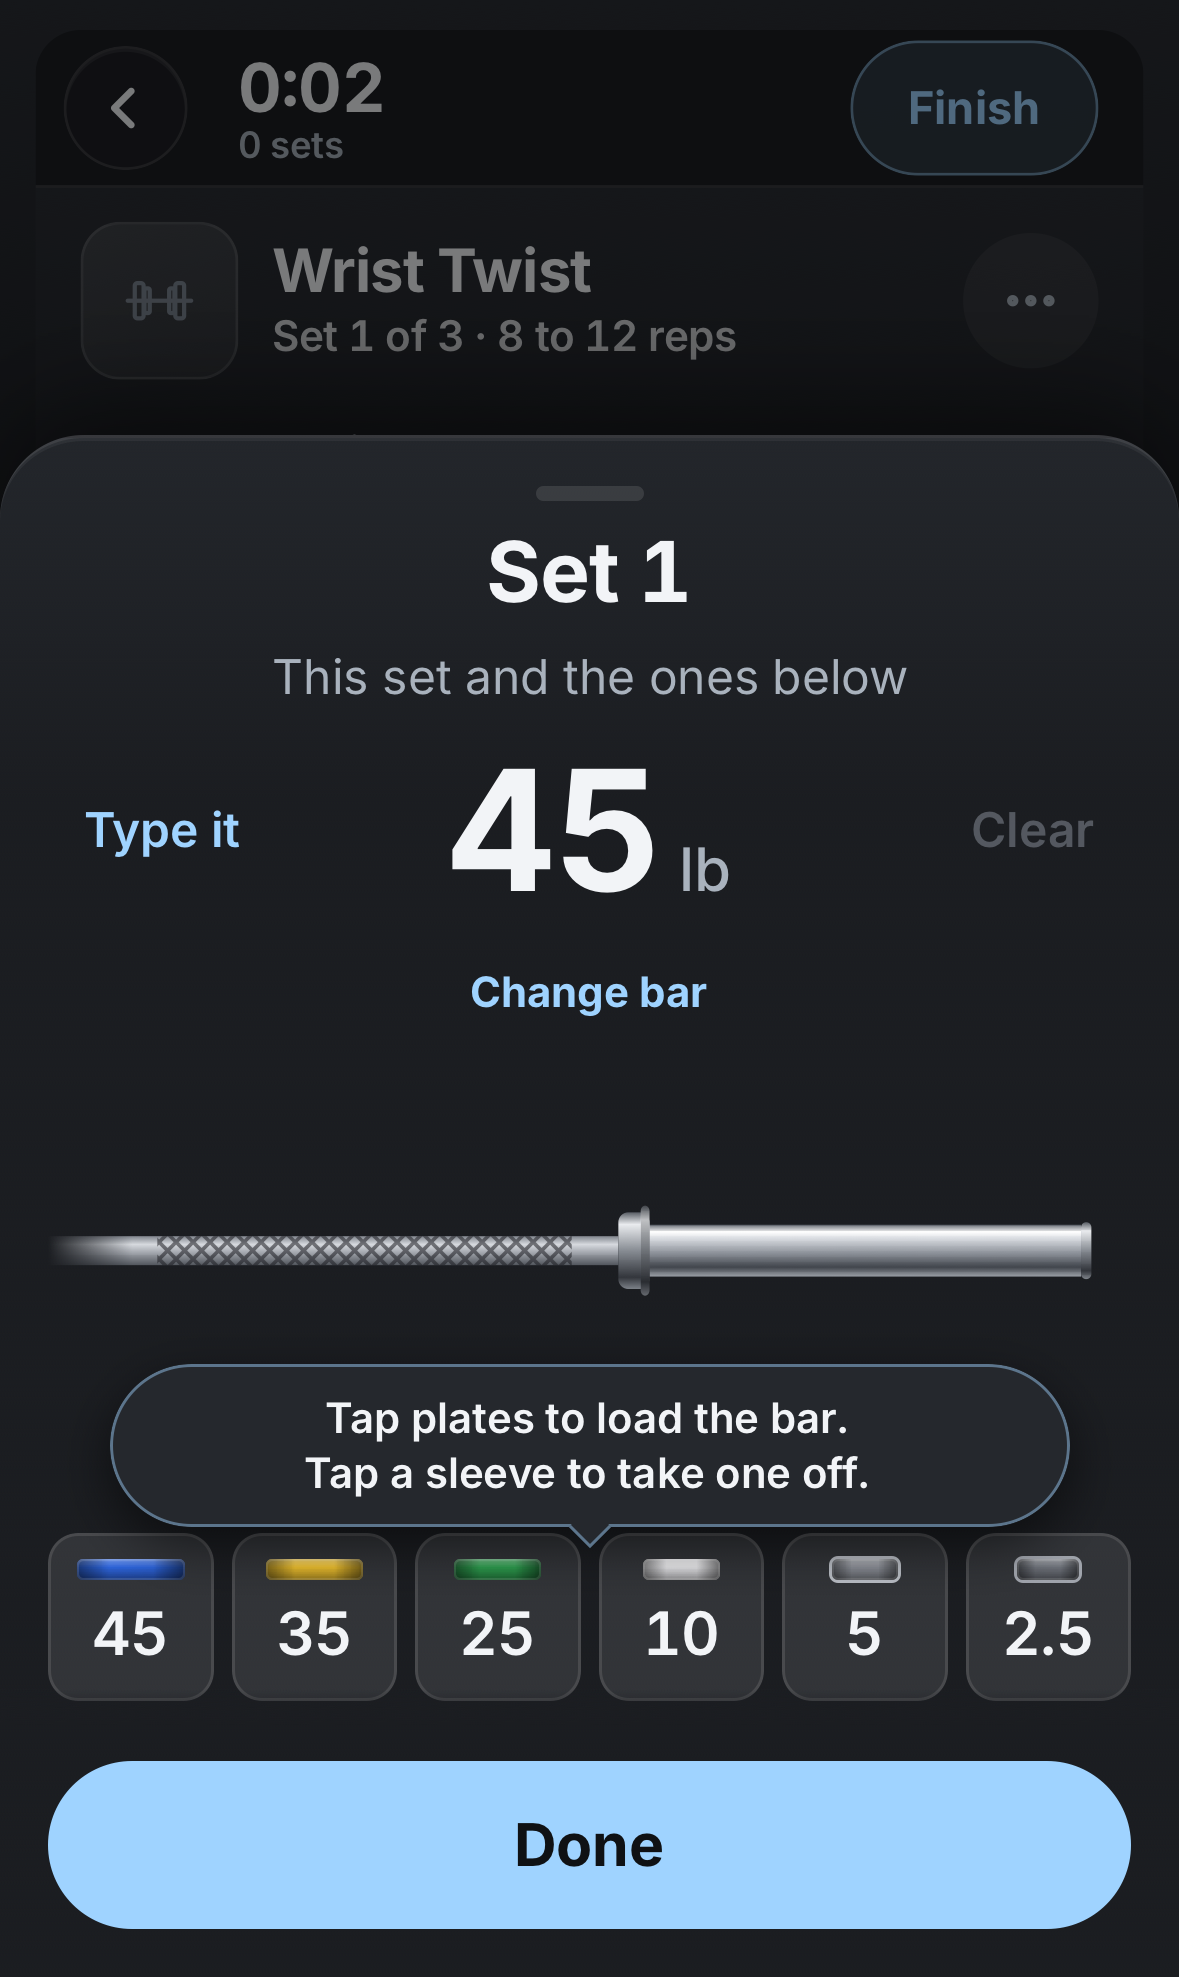 0:02
0 sets
Finish
Wrist Twist
Set 1 of 3 · 8 to 12 reps
Set 1
This set and the ones below
Type it
45 lb
Clear
Change bar
Tap plates to load the bar.
Tap a sleeve to take one off.
45
35
25
10
5
2.5
Done